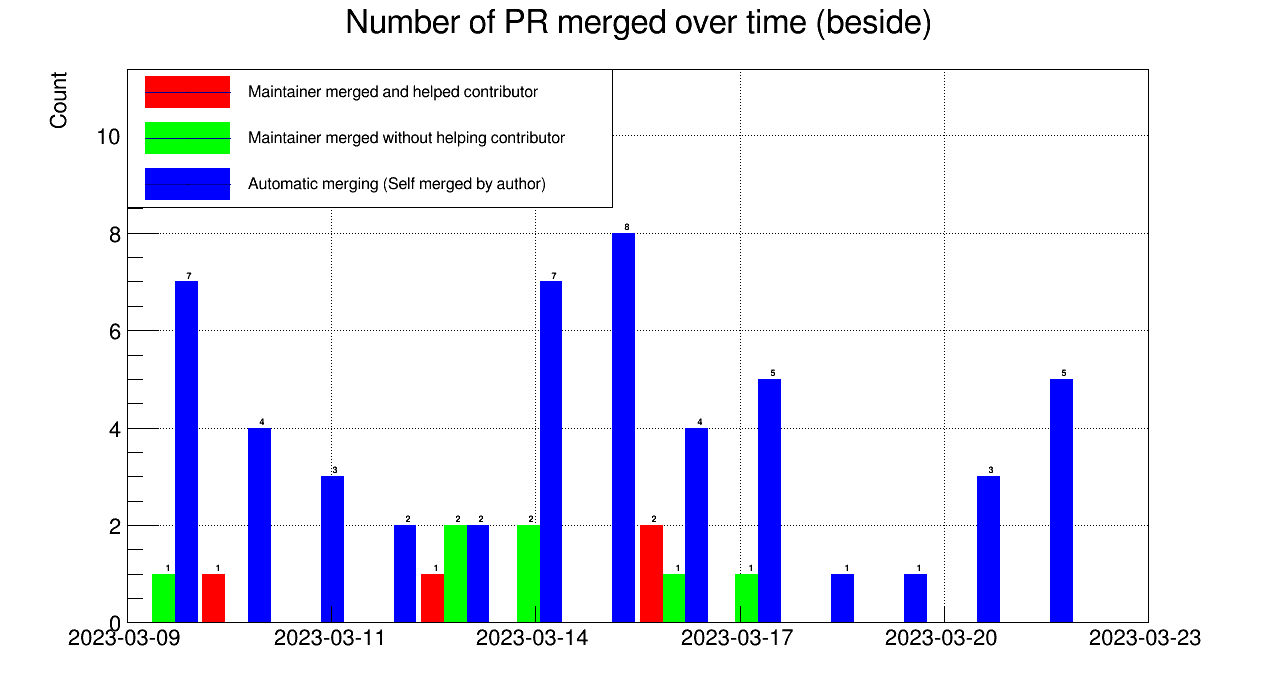 Number of PR merged over time (beside)
Count
Maintainer merged and helped contributor
Maintainer merged without helping contributor
Automatic merging (Self merged by author)
10
8
6
4
2
0
1 7 1 4 3 2 1 2 2 2 7 8 2 1 4 1 5 1 1 3 5
2023-03-09 2023-03-11 2023-03-14 2023-03-17 2023-03-20 2023-03-23